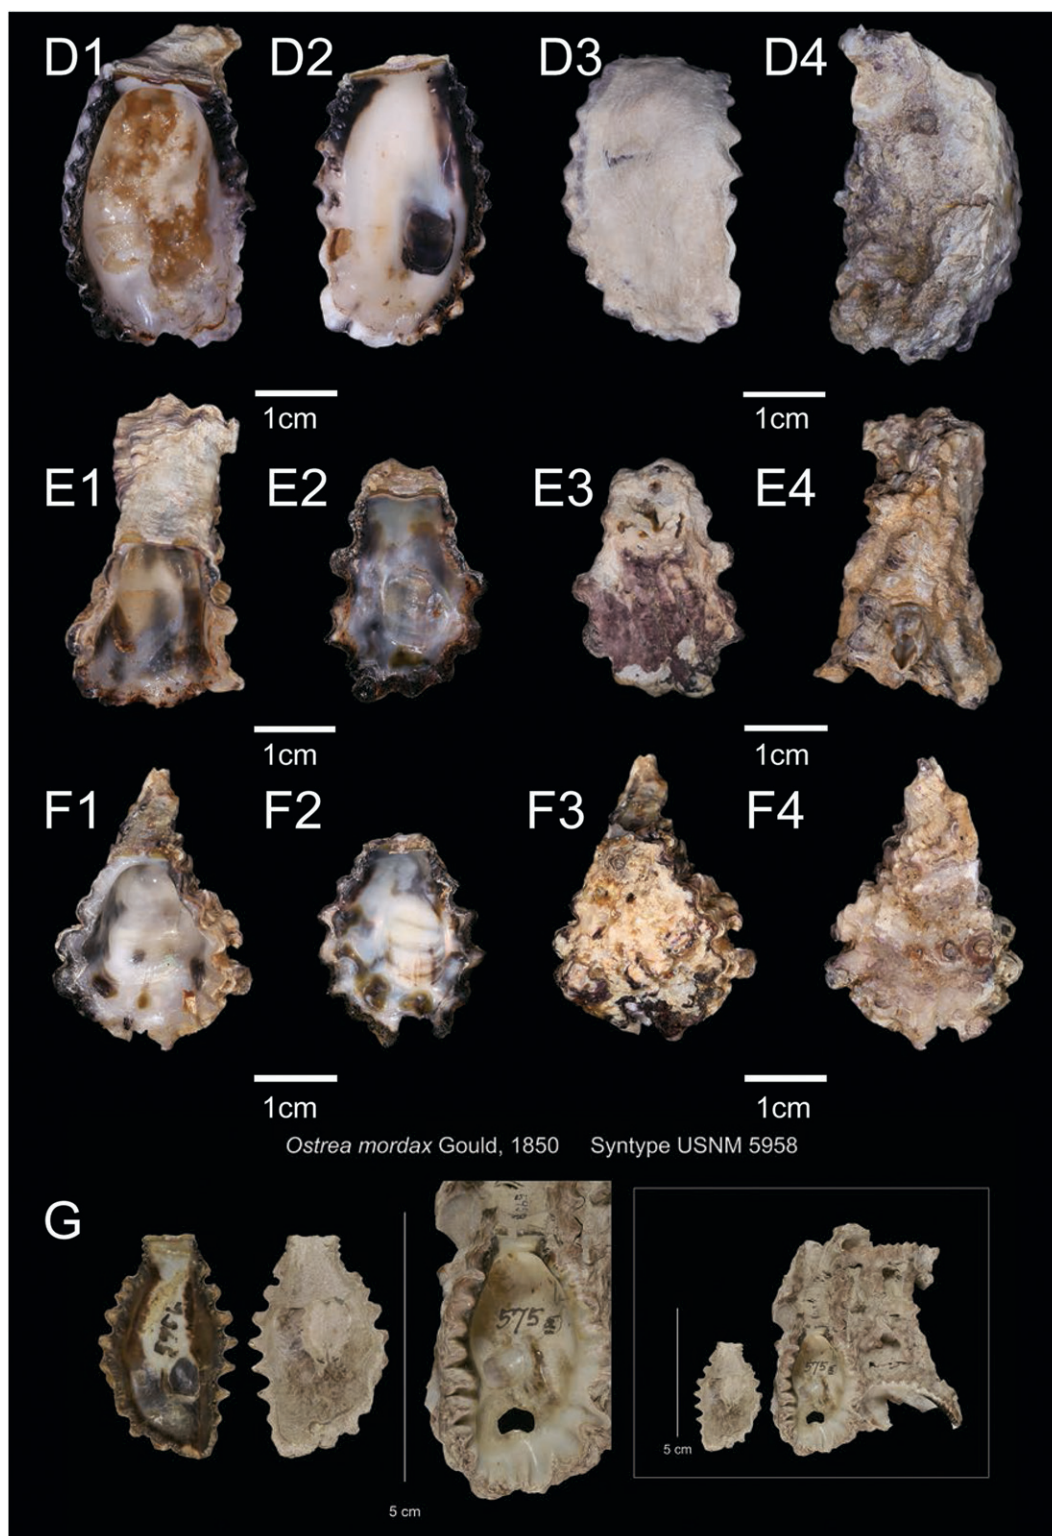 D1 D2 D3 D4
1cm 1cm
E1 E2 E3 E4
1cm 1cm
F1 F2 F3 F4
1cm 1cm
Ostrea mordax Gould, 1850 Syntype USNM 5958
G
575
575
5 cm
5 cm